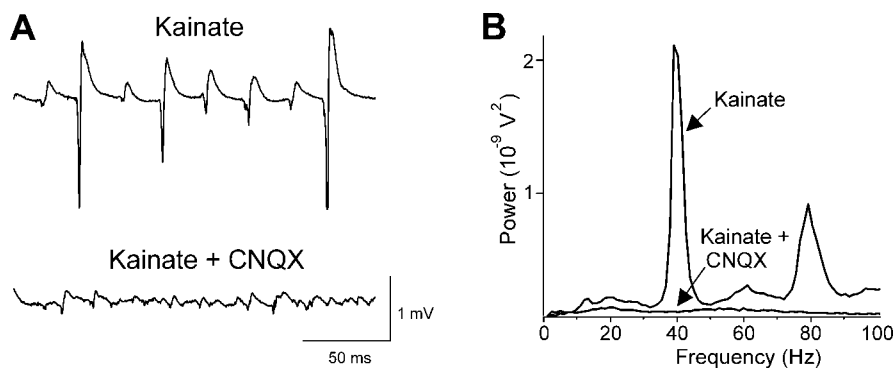 A
Kainate
Kainate + CNQX
1 mV
50 ms
B
2
1
Power (10⁻⁹ V²)
Kainate
Kainate +
CNQX
0 20 40 60 80 100
Frequency (Hz)